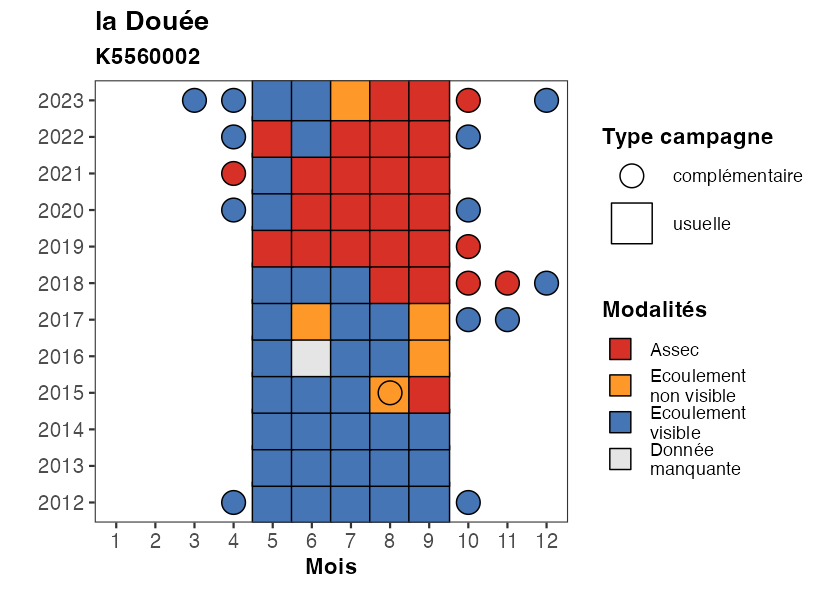 la Douée
K5560002
2023
2022
2021
2020
2019
2018
2017
2016
2015
2014
2013
2012
1 2 3 4 5 6 7 8 9 10 11 12
Mois
Type campagne
complémentaire
usuelle
Modalités
Assec
Ecoulement
non visible
Ecoulement
visible
Donnée
manquante